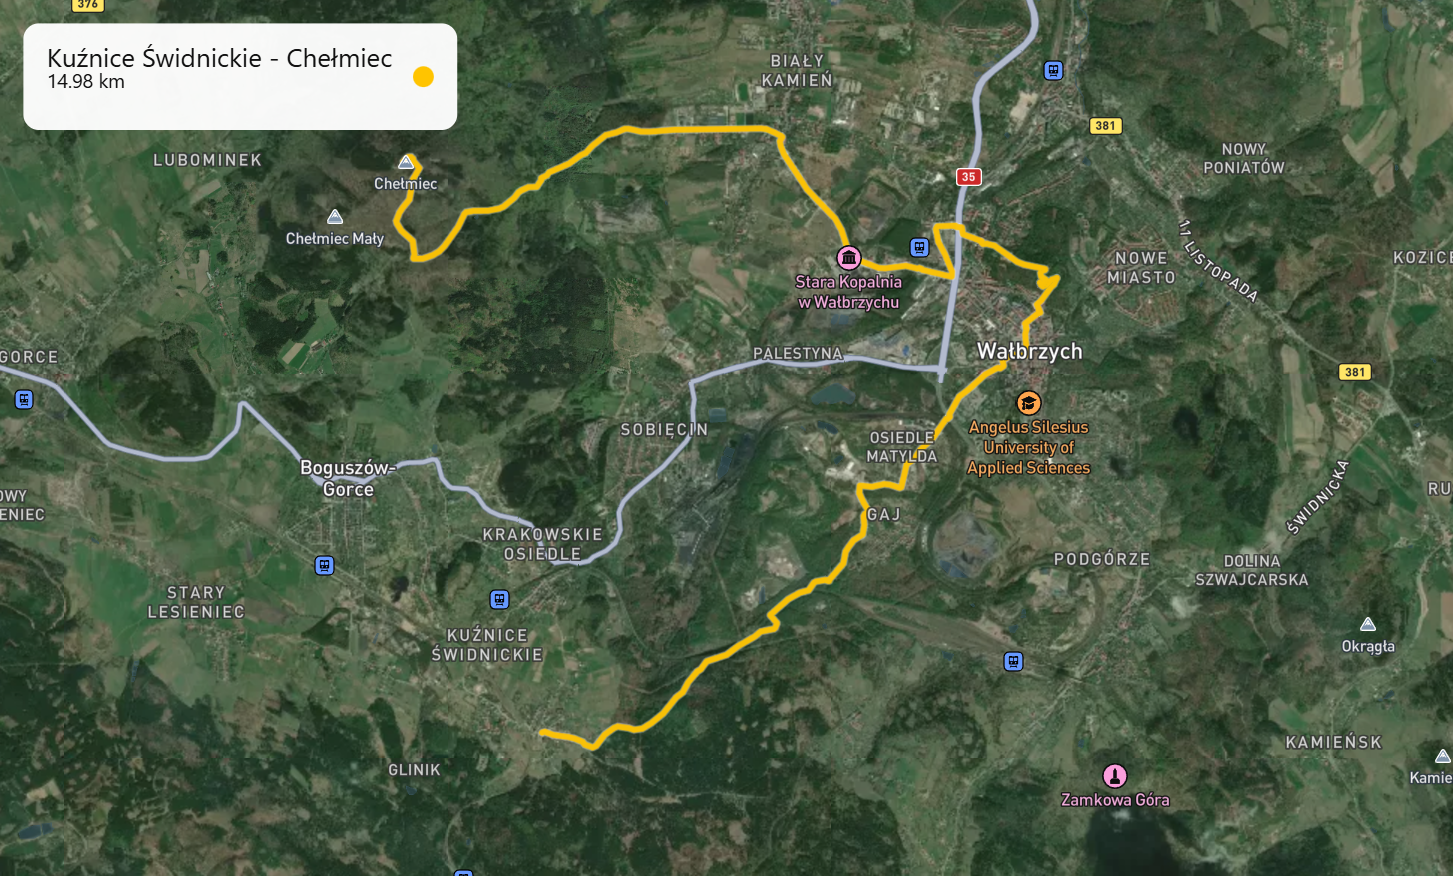 376
Kuźnice Świdnickie - Chełmiec
14.98 km
BIAŁY
KAMIEŃ
381
LUBOMINEK
NOWY
PONIATÓW
35
Chełmiec
Chełmiec Mały
11 LISTOPADA
NOWE
MIASTO
KOZICE
Stara Kopalnia
w Wałbrzychu
GORCE
PALESTYNA
Wałbrzych
381
SOBIĘCIN
OSIEDLE
MATYLDA
Angelus Silesius
University of
Applied Sciences
Boguszów-
Gorce
OWY
ENIEC
RU
ŚWIDNICKA
GAJ
KRAKOWSKIE
OSIEDLE
PODGÓRZE
DOLINA
SZWAJCARSKA
STARY
LESIENIEC
KUŹNICE
ŚWIDNICKIE
Okrągła
GLINIK
KAMIEŃSK
Kamie
Zamkowa Góra